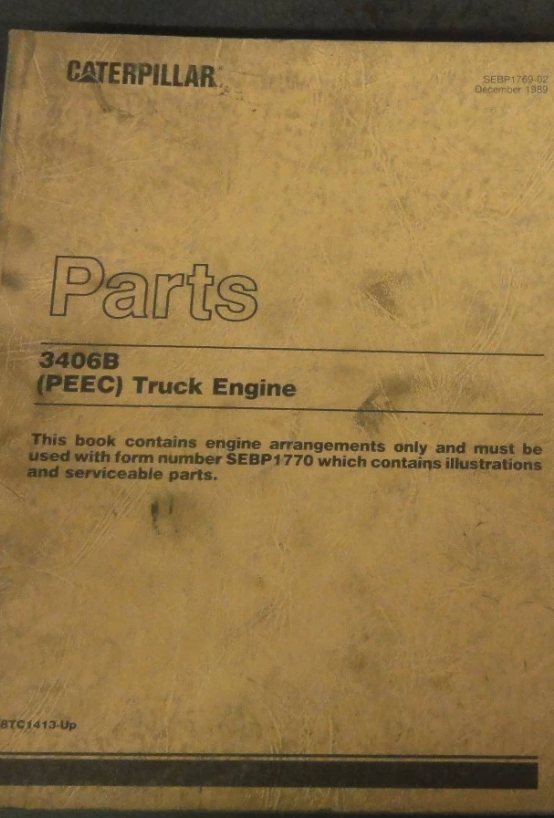 CATERPILLAR
SEBP1769-02
December 1989
Parts
3406B
(PEEC) Truck Engine
This book contains engine arrangements only and must be
used with form number SEBP1770 which contains illustrations
and serviceable parts.
8TC1413-Up